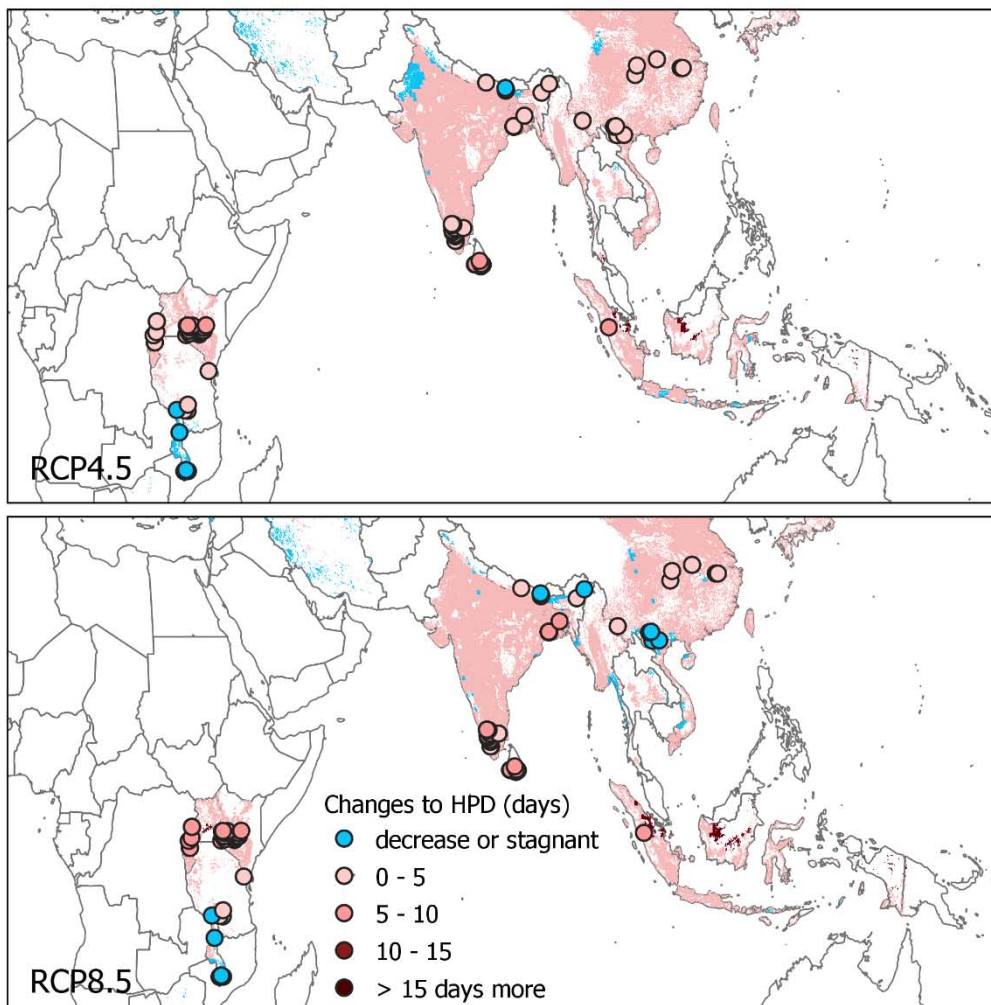 RCP4.5
Changes to HPD (days)
decrease or stagnant
0 - 5
5 - 10
10 - 15
> 15 days more
RCP8.5